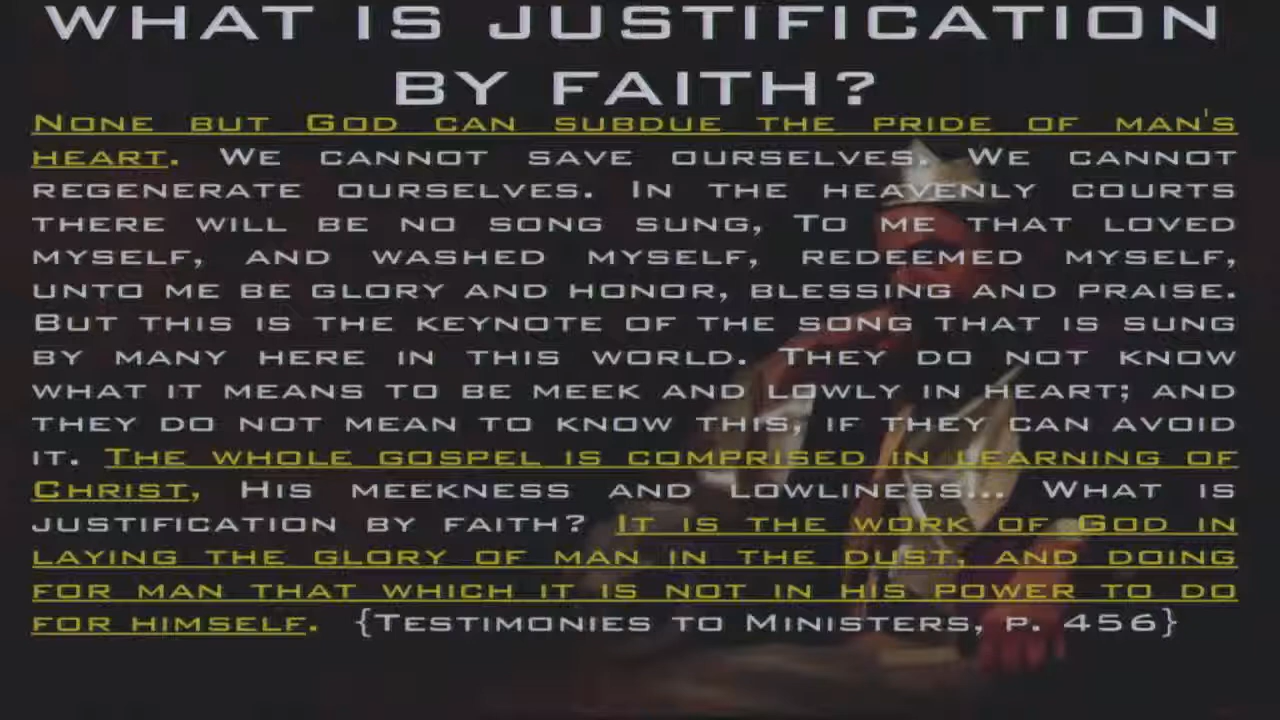 WHAT IS JUSTIFICATION
BY FAITH?
NONE BUT GOD CAN SUBDUE THE PRIDE OF MAN'S
HEART. WE CANNOT SAVE OURSELVES. WE CANNOT
REGENERATE OURSELVES. IN THE HEAVENLY COURTS
THERE WILL BE NO SONG SUNG, TO ME THAT LOVED
MYSELF, AND WASHED MYSELF, REDEEMED MYSELF,
UNTO ME BE GLORY AND HONOR, BLESSING AND PRAISE.
BUT THIS IS THE KEYNOTE OF THE SONG THAT IS SUNG
BY MANY HERE IN THIS WORLD. THEY DO NOT KNOW
WHAT IT MEANS TO BE MEEK AND LOWLY IN HEART; AND
THEY DO NOT MEAN TO KNOW THIS, IF THEY CAN AVOID
IT. THE WHOLE GOSPEL IS COMPRISED IN LEARNING OF
CHRIST, HIS MEEKNESS AND LOWLINESS... WHAT IS
JUSTIFICATION BY FAITH? IT IS THE WORK OF GOD IN
LAYING THE GLORY OF MAN IN THE DUST, AND DOING
FOR MAN THAT WHICH IT IS NOT IN HIS POWER TO DO
FOR HIMSELF. {TESTIMONIES TO MINISTERS, P. 456}